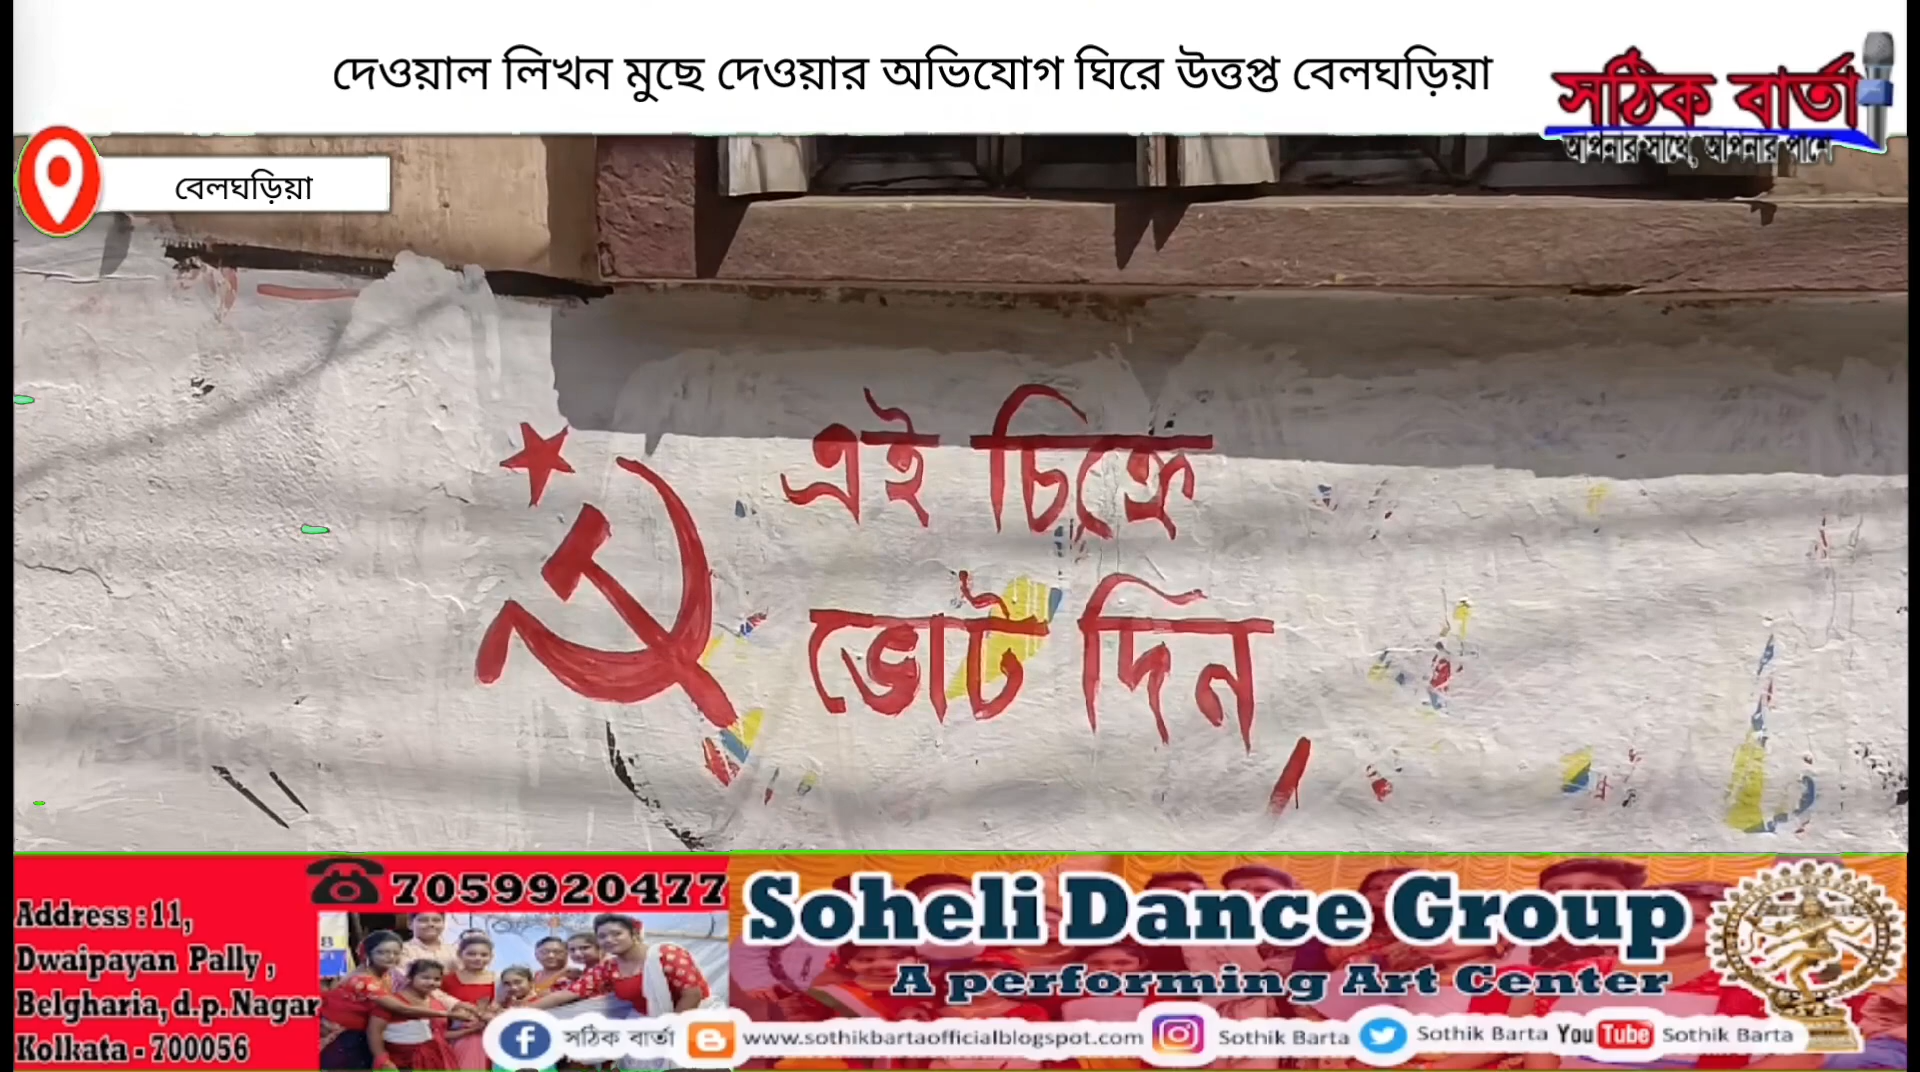 দেওয়াল লিখন মুছে দেওয়ার অভিযোগ ঘিরে উত্তপ্ত বেলঘড়িয়া
সঠিক বার্তা
আপনার সাথে, আপনার পাশে
বেলঘড়িয়া
এই চিহ্নে
ভোট দিন
7059920477
Address : 11,
Dwaipayan Pally ,
Belgharia, d.p. Nagar
Kolkata - 700056
Soheli Dance Group
A performing Art Center
সঠিক বার্তা www.sothikbartaofficialblogspot.com Sothik Barta Sothik Barta YouTube Sothik Barta